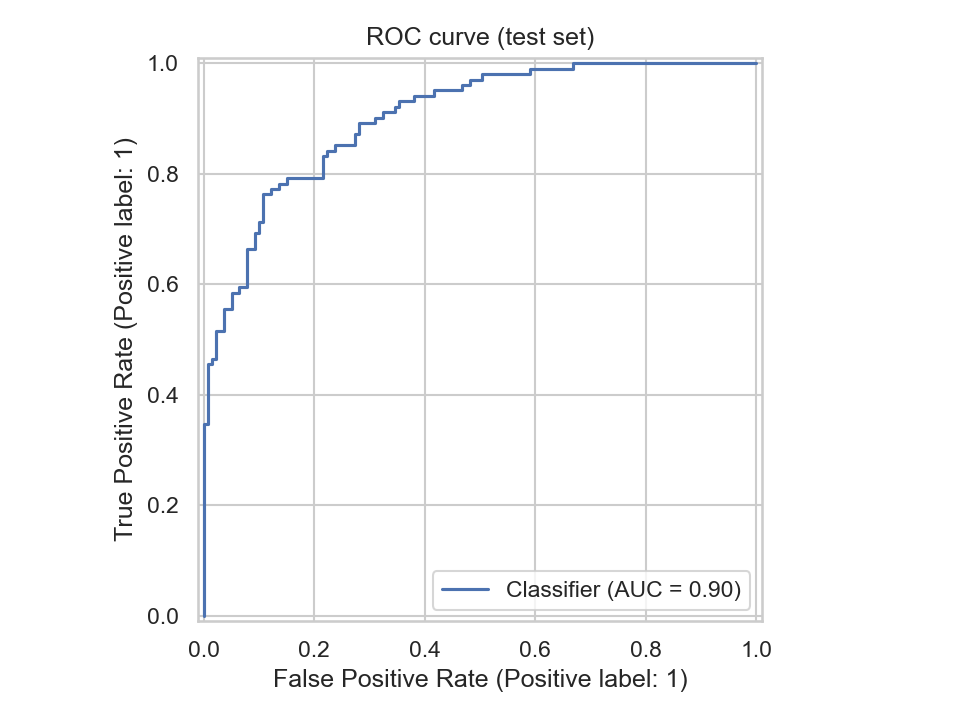 ROC curve (test set)
True Positive Rate (Positive label: 1)
1.0
0.8
0.6
0.4
0.2
0.0
Classifier (AUC = 0.90)
0.0 0.2 0.4 0.6 0.8 1.0
False Positive Rate (Positive label: 1)